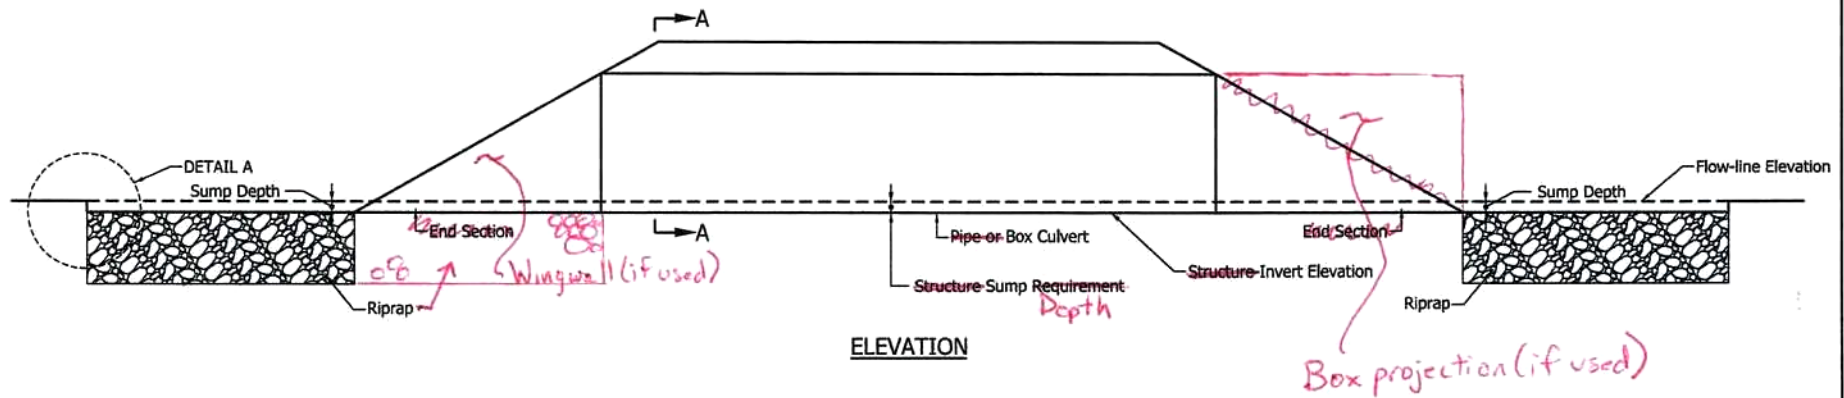 A
DETAIL A
Sump Depth
Flow-line Elevation
Sump Depth
End Section
A
Pipe or Box Culvert
End Section
Wingwall (if used)
Structure Invert Elevation
Structure Sump Requirement
Depth
Riprap
Riprap
ELEVATION
Box projection (if used)